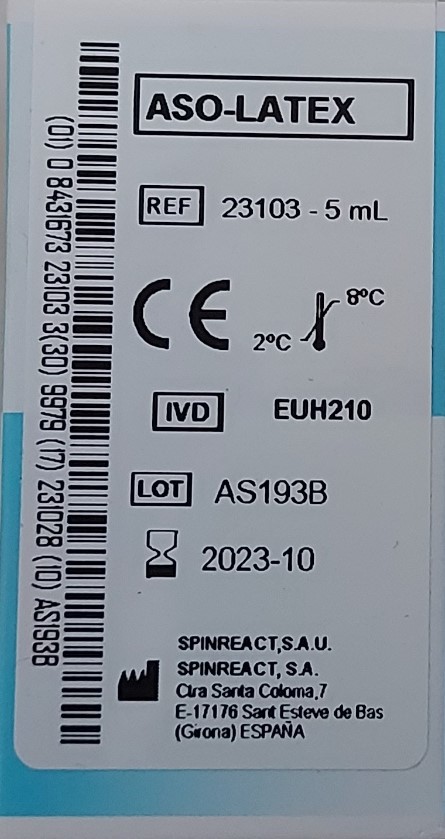 ASO-LATEX
REF 23103 - 5 mL
CE 2ºC 8ºC
IVD EUH210
LOT AS193B
2023-10
SPINREACT,S.A.U.
SPINREACT, S.A.
Ctra Santa Coloma,7
E-17176 Sant Esteve de Bas
(Girona) ESPAÑA
(01) 0 8431673 23103 3(30) 9979 (17) 231028 (10) AS193B